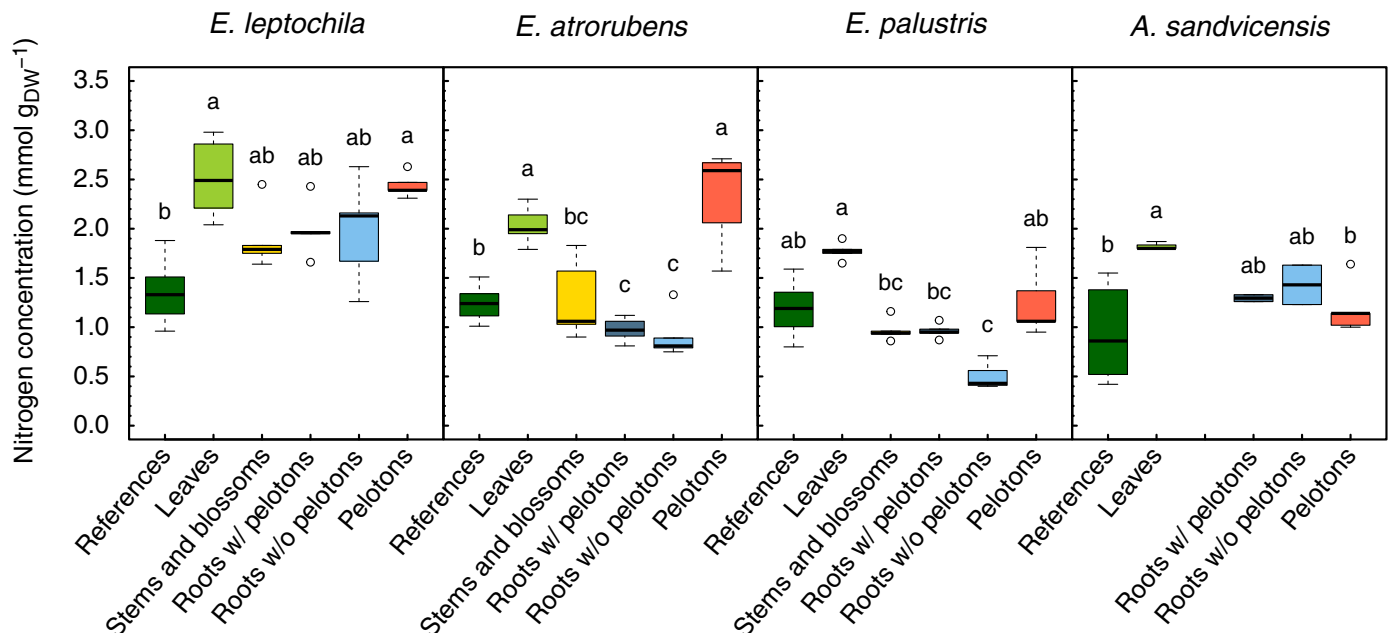 E. leptochila
E. atrorubens
E. palustris
A. sandvicensis
Nitrogen concentration (mmol gDW⁻¹)
3.5
3.0
2.5
2.0
1.5
1.0
0.5
0.0
b
a
ab
ab
ab
a
b
a
bc
c
c
a
ab
a
bc
bc
c
ab
b
a
ab
ab
b
References
Leaves
Stems and blossoms
Roots w/ pelotons
Roots w/o pelotons
Pelotons
References
Leaves
Stems and blossoms
Roots w/ pelotons
Roots w/o pelotons
Pelotons
References
Leaves
Stems and blossoms
Roots w/ pelotons
Roots w/o pelotons
Pelotons
References
Leaves
Roots w/ pelotons
Roots w/o pelotons
Pelotons